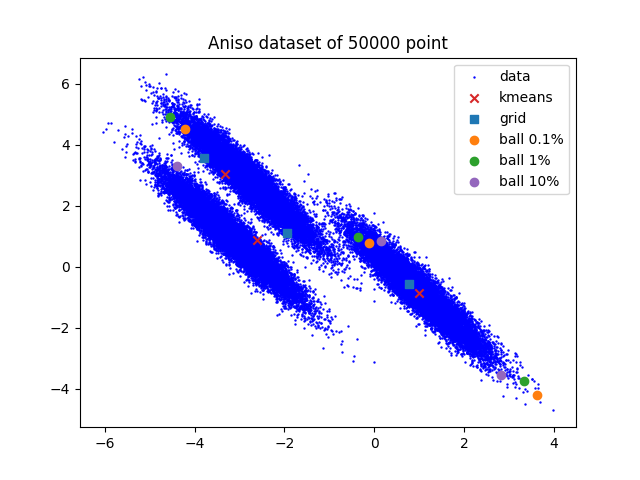 Aniso dataset of 50000 point
data
kmeans
grid
ball 0.1%
ball 1%
ball 10%
6
4
2
0
−2
−4
−6 −4 −2 0 2 4